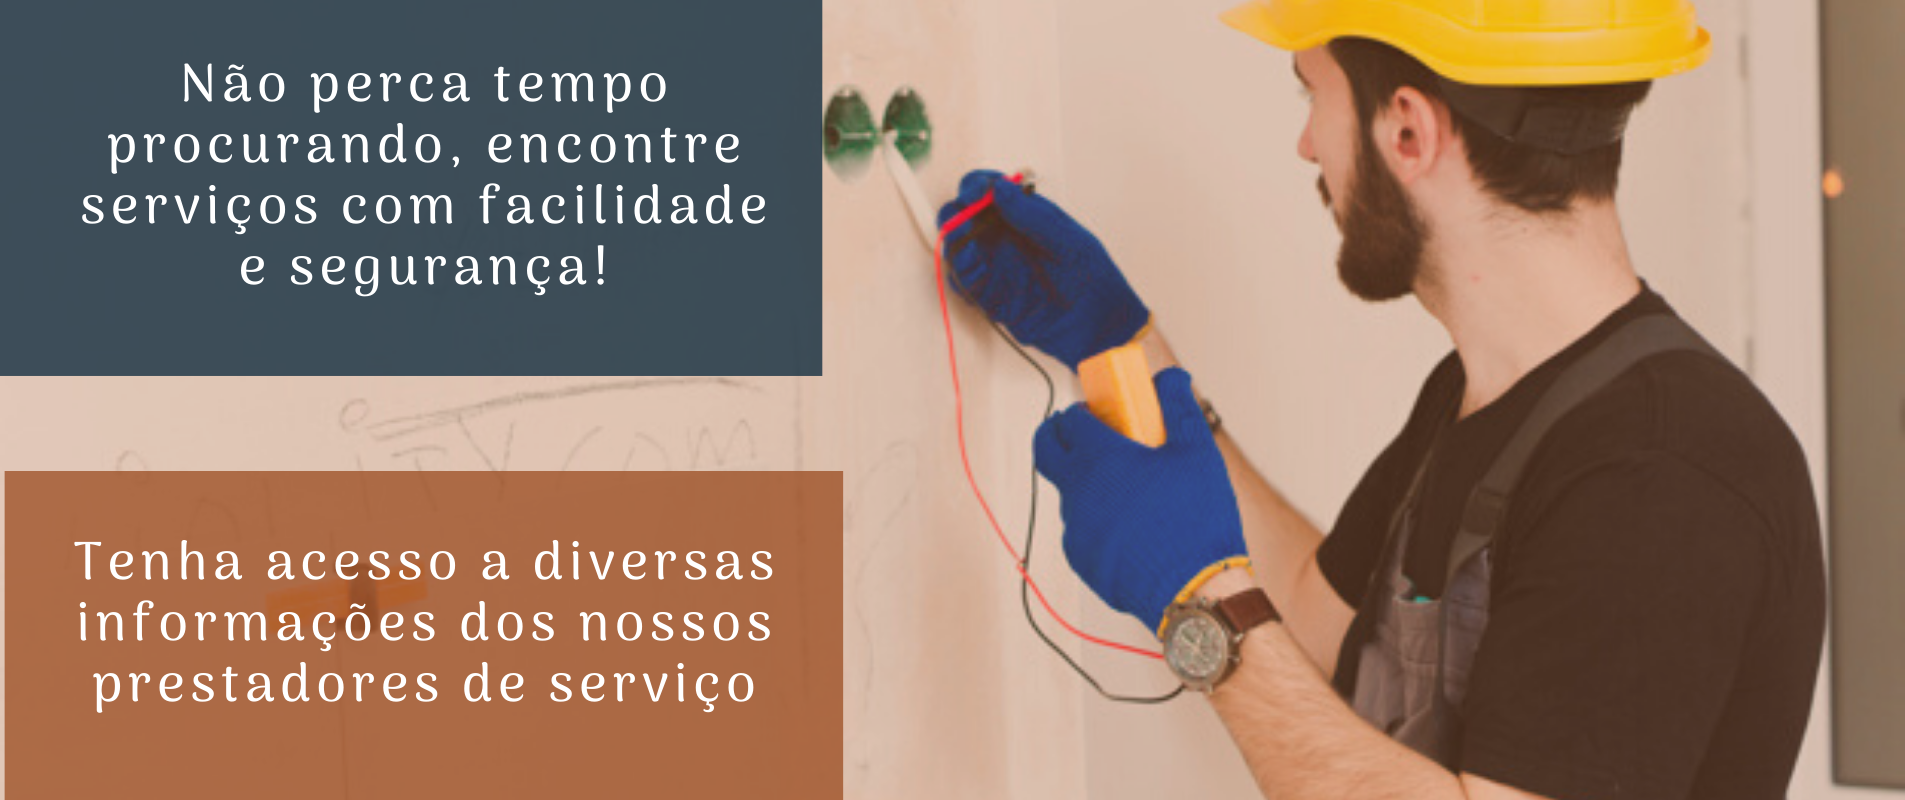 Não perca tempo
procurando, encontre
serviços com facilidade
e segurança!
Tenha acesso a diversas
informações dos nossos
prestadores de serviço